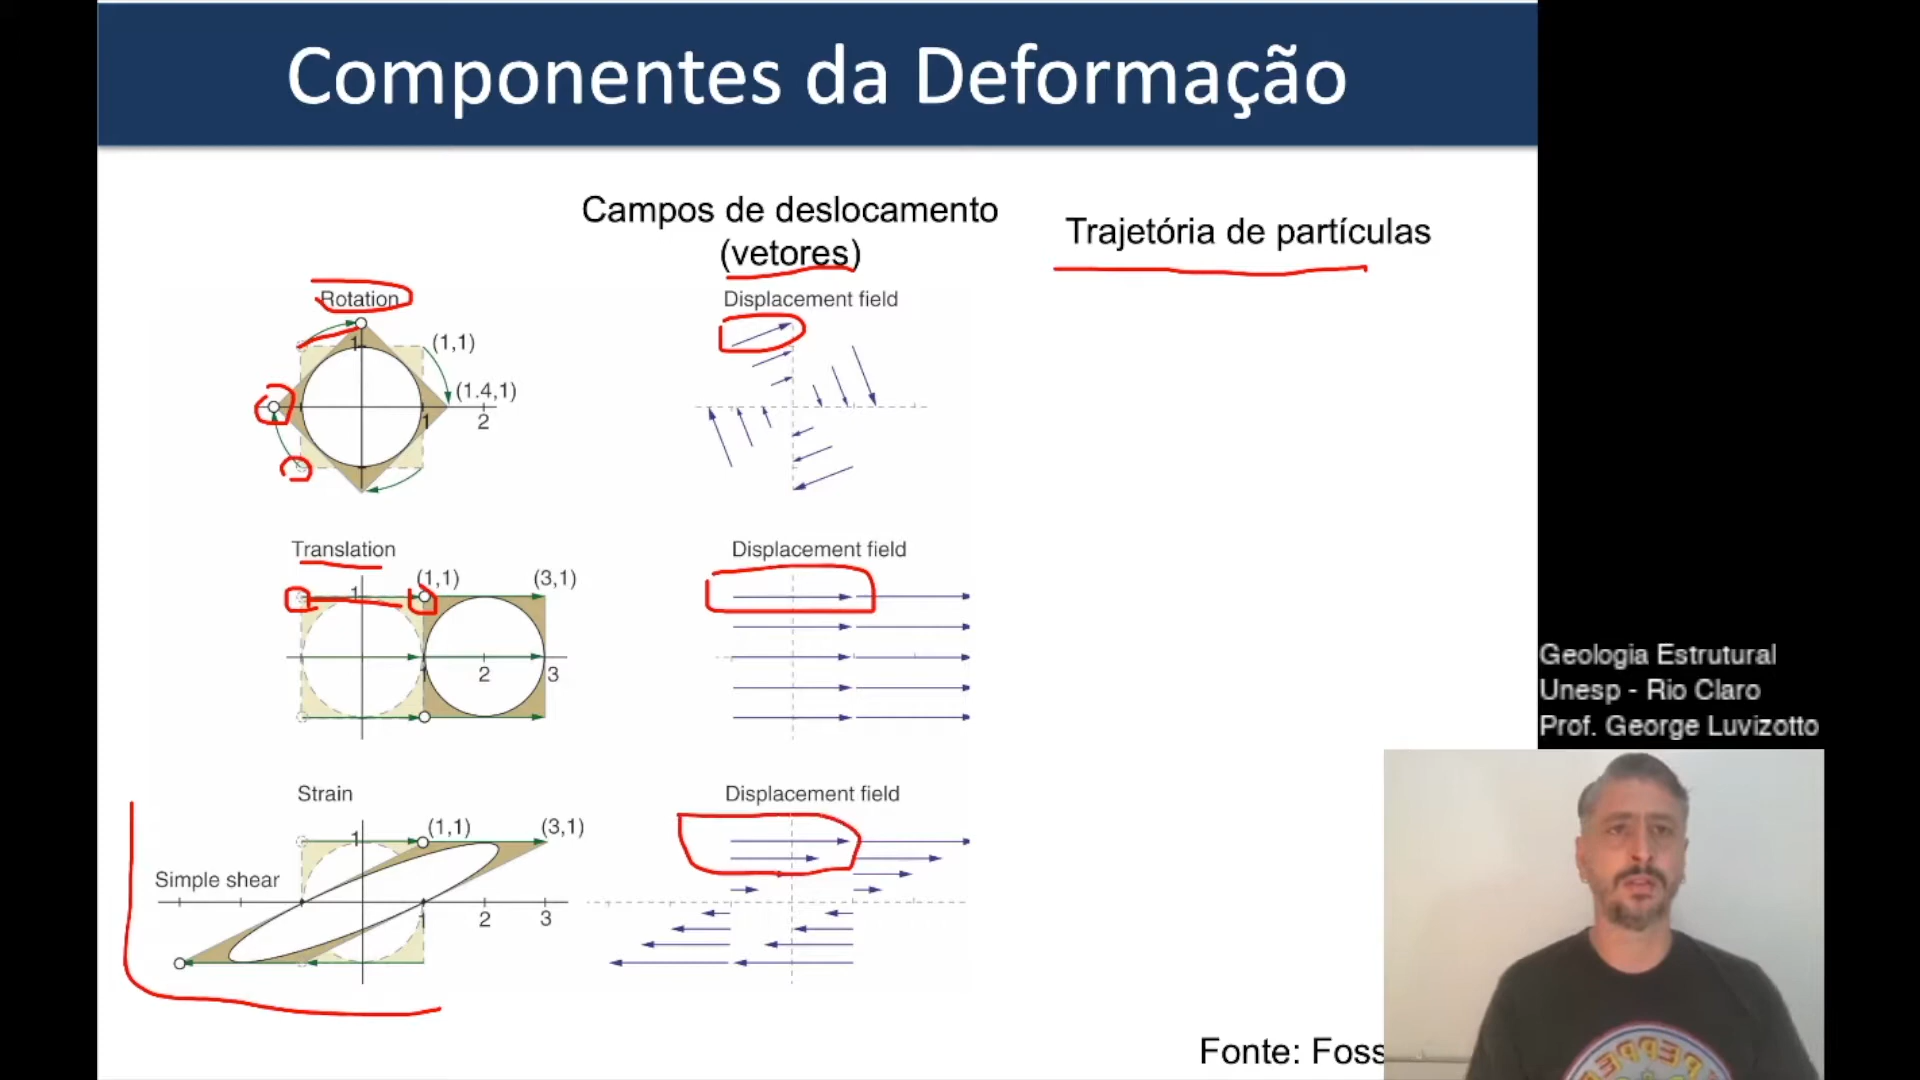 Componentes da Deformação
Campos de deslocamento
(vetores)
Trajetória de partículas
Rotation
Displacement field
1
(1,1)
(1.4,1)
1
2
Translation
Displacement field
1
(1,1)
(3,1)
1
2
3
Strain
Displacement field
1
(1,1)
(3,1)
Simple shear
1
2
3
Fonte: Foss
Geologia Estrutural
Unesp - Rio Claro
Prof. George Luvizotto